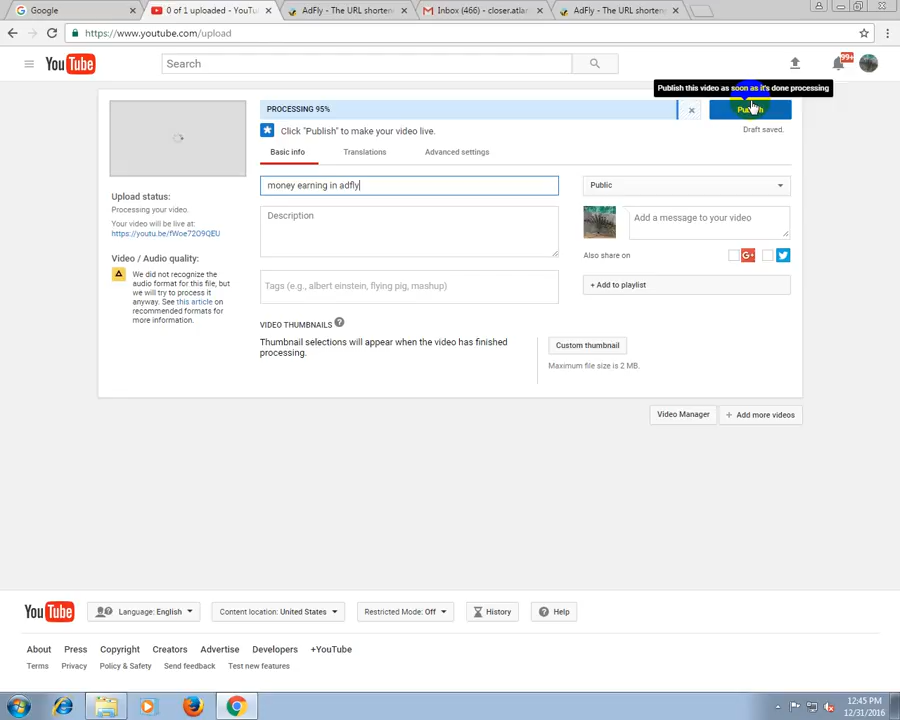 Google
0 of 1 uploaded - YouTu
AdFly - The URL shorten
Inbox (466) - closer.atlan
AdFly - The URL shorten
https://www.youtube.com/upload
YouTube
Search
99+
Publish this video as soon as it's done processing
PROCESSING 95%
Publish
Click "Publish" to make your video live.
Draft saved.
Basic info
Translations
Advanced settings
money earning in adfly
Public
Description
Add a message to your video
Upload status:
Processing your video.
Your video will be live at:
https://youtu.be/fWoe72O9QEU
Also share on
G+
Video / Audio quality:
We did not recognize the
audio format for this file, but
we will try to process it
anyway. See this article on
recommended formats for
more information.
Tags (e.g., albert einstein, flying pig, mashup)
+ Add to playlist
VIDEO THUMBNAILS ?
Thumbnail selections will appear when the video has finished
processing.
Custom thumbnail
Maximum file size is 2 MB.
Video Manager
+ Add more videos
YouTube
Language: English
Content location: United States
Restricted Mode: Off
History
Help
About
Press
Copyright
Creators
Advertise
Developers
+YouTube
Terms
Privacy
Policy & Safety
Send feedback
Test new features
12:45 PM
12/31/2016